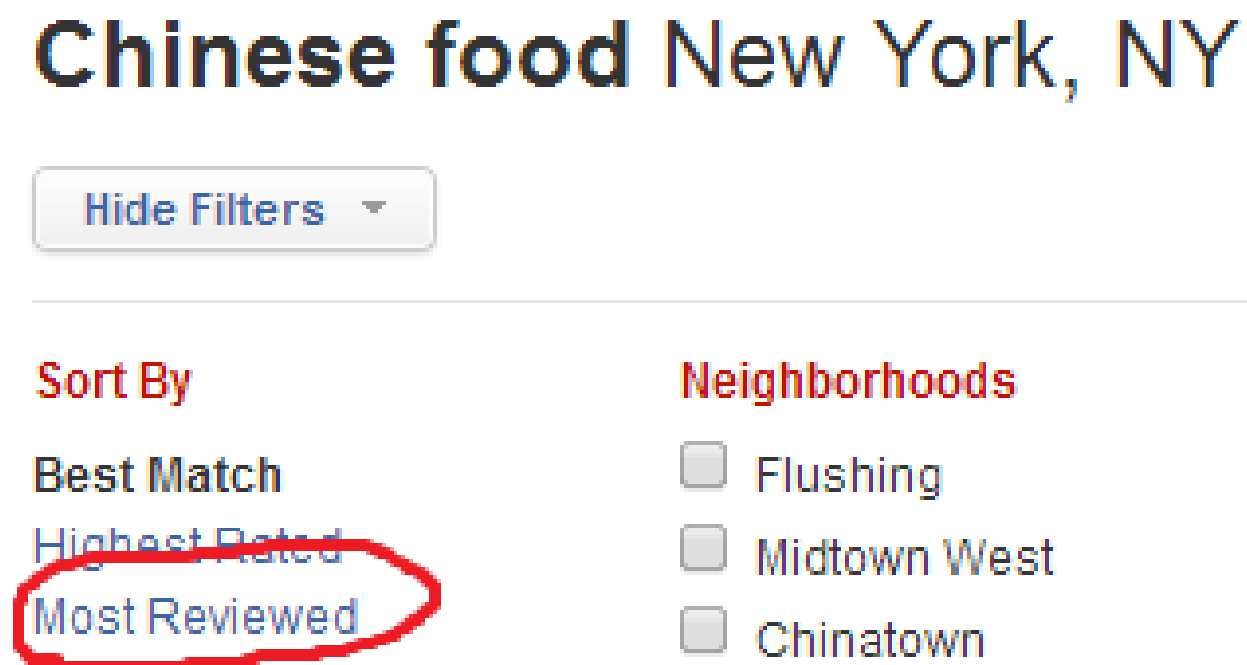 Chinese food New York, NY
Hide Filters
Sort By
Best Match
Highest Rated
Most Reviewed
Neighborhoods
Flushing
Midtown West
Chinatown